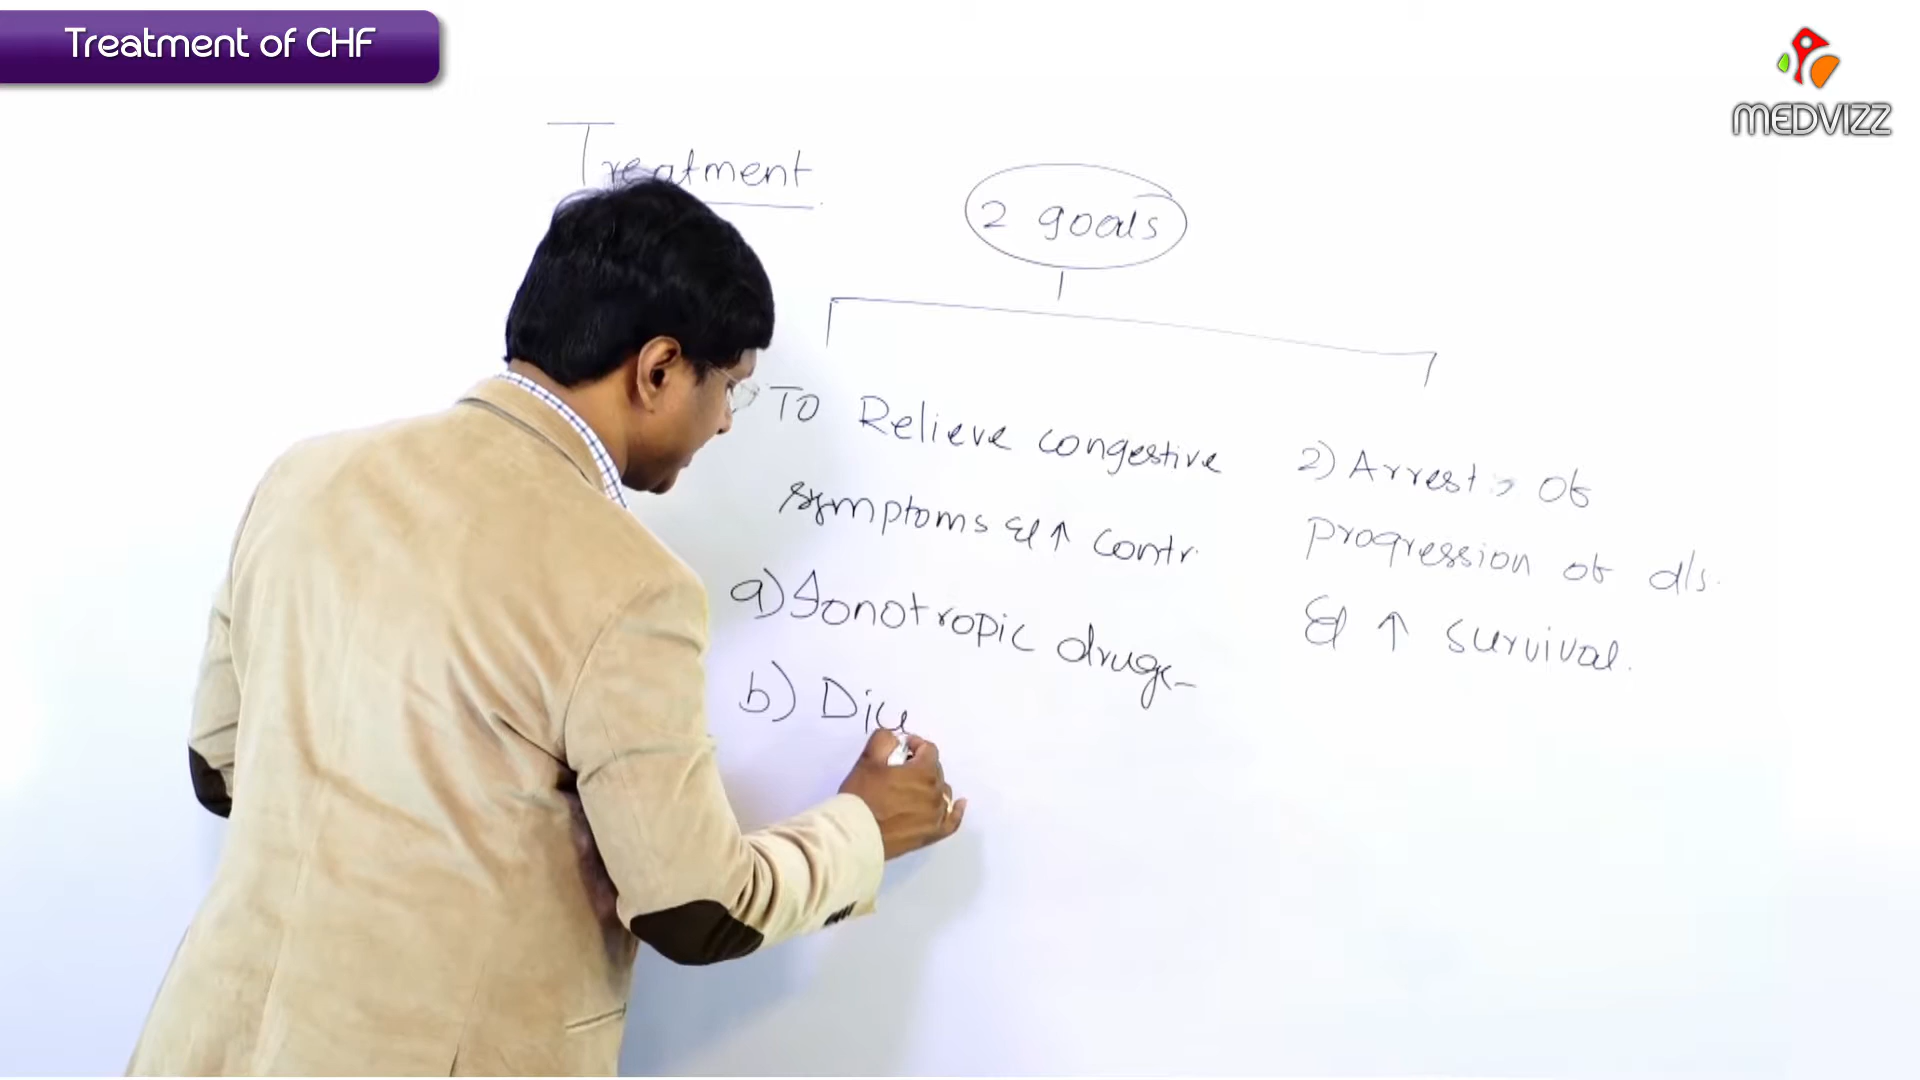 Treatment of CHF
MEDVIZZ
Treatment
2 goals
To Relieve congestive
symptoms & ↑ contr.
a) Ionotropic drugs
b) Diu
2) Arrest of
progression of d/s.
& ↑ survival.